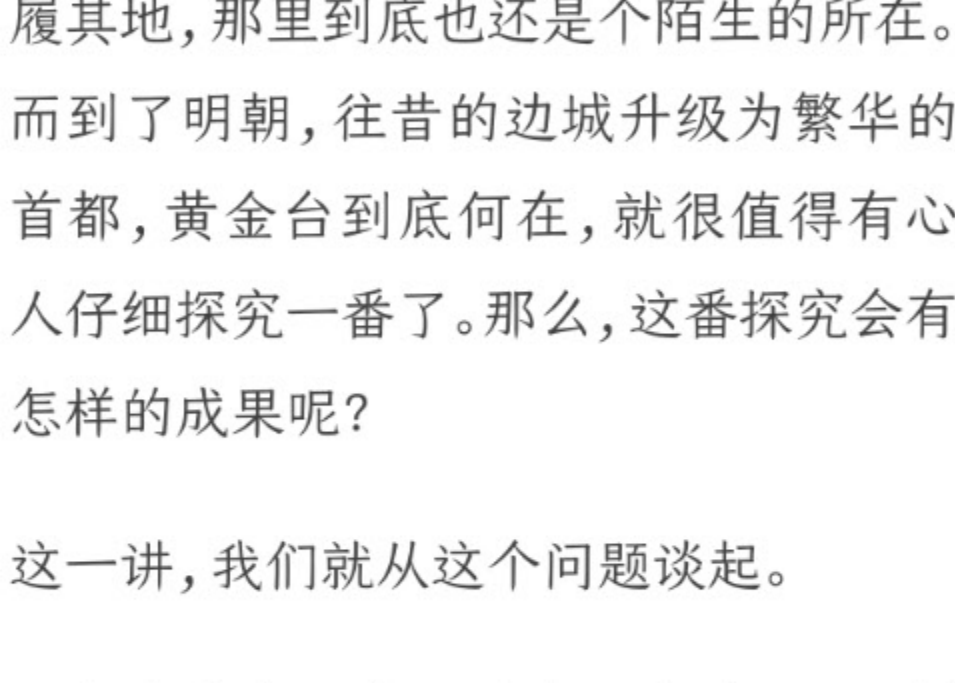 履其地，那里到底也还是个陌生的所在。
而到了明朝，往昔的边城升级为繁华的
首都，黄金台到底何在，就很值得有心
人仔细探究一番了。那么，这番探究会有
怎样的成果呢？
这一讲，我们就从这个问题谈起。